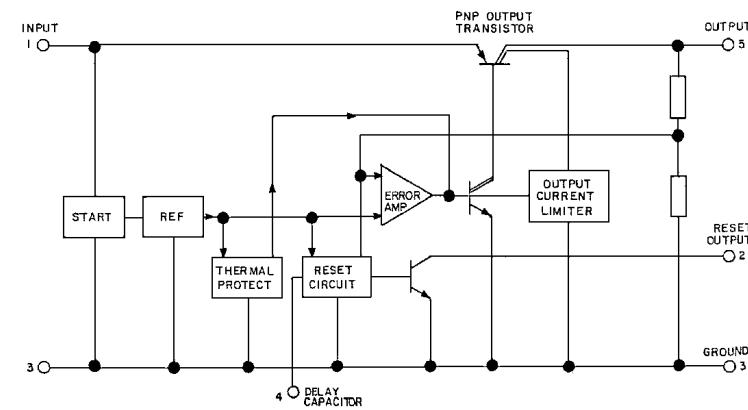 PNP OUTPUT
TRANSISTOR
INPUT
1
OUTPUT
5
START
REF
ERROR
AMP.
OUTPUT
CURRENT
LIMITER
THERMAL
PROTECT
RESET
CIRCUIT
RESET
OUTPUT
2
3
GROUND
3
4
DELAY
CAPACITOR